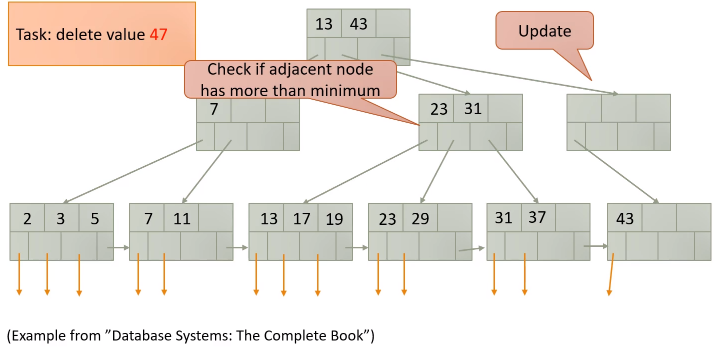 Task: delete value 47
13 43
Update
Check if adjacent node
has more than minimum
7
23 31
2 3 5
7 11
13 17 19
23 29
31 37
43
(Example from ”Database Systems: The Complete Book”)